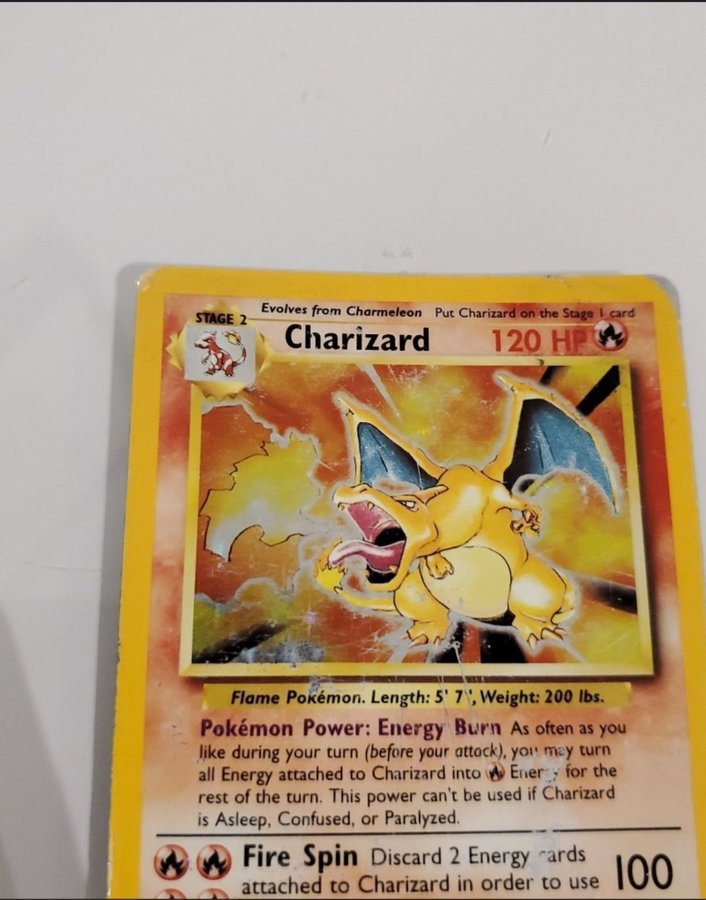 Evolves from Charmeleon Put Charizard on the Stage 1 card
STAGE 2
Charizard 120 HP
Flame Pokémon. Length: 5' 7", Weight: 200 lbs.
Pokémon Power: Energy Burn As often as you
like during your turn (before your attack), you may turn
all Energy attached to Charizard into Energy for the
rest of the turn. This power can't be used if Charizard
is Asleep, Confused, or Paralyzed.
Fire Spin Discard 2 Energy cards 100
attached to Charizard in order to use